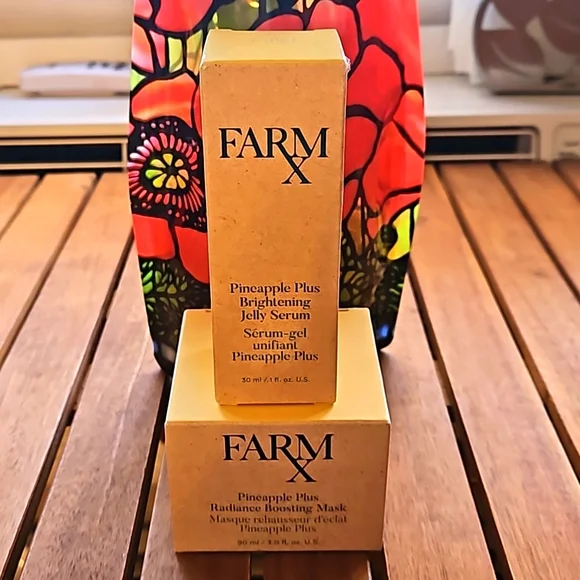 FARM
X
Pineapple Plus
Brightening
Jelly Serum
Sérum-gel
unifiant
Pineapple Plus
30 ml / 1 fl. oz. U.S.
FARM
X
Pineapple Plus
Radiance Boosting Mask
Masque rehausseur d'éclat
Pineapple Plus
90 ml / 3.0 fl. oz. U.S.